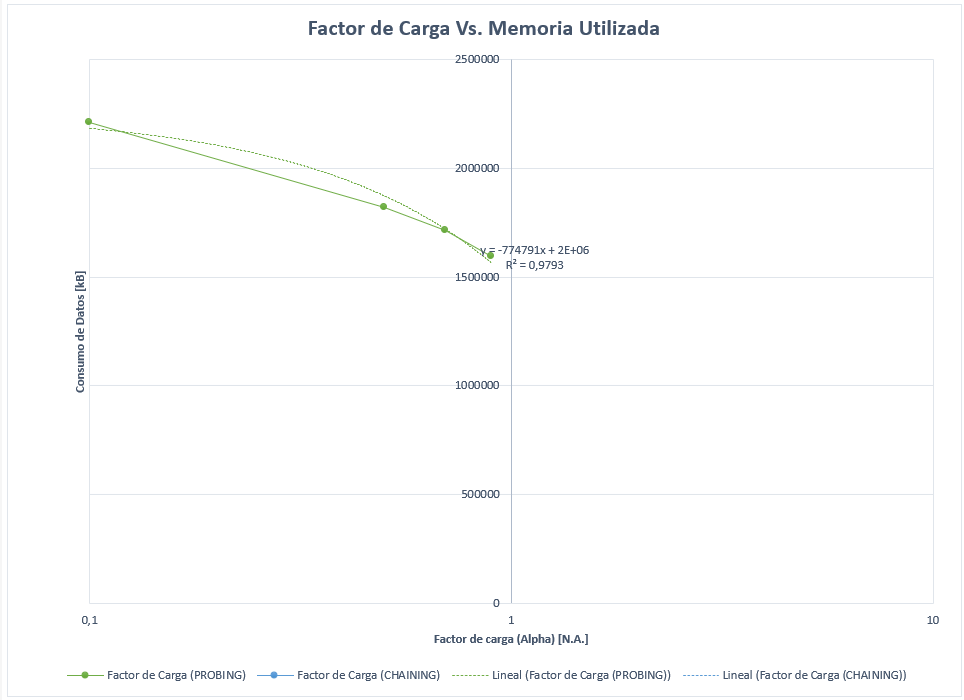 Factor de Carga Vs. Memoria Utilizada
2500000
2000000
y = -774791x + 2E+06
R² = 0,9793
1500000
Consumo de Datos [kB]
1000000
500000
0
0,1 1 10
Factor de carga (Alpha) [N.A.]
Factor de Carga (PROBING) Factor de Carga (CHAINING) Lineal (Factor de Carga (PROBING)) Lineal (Factor de Carga (CHAINING))